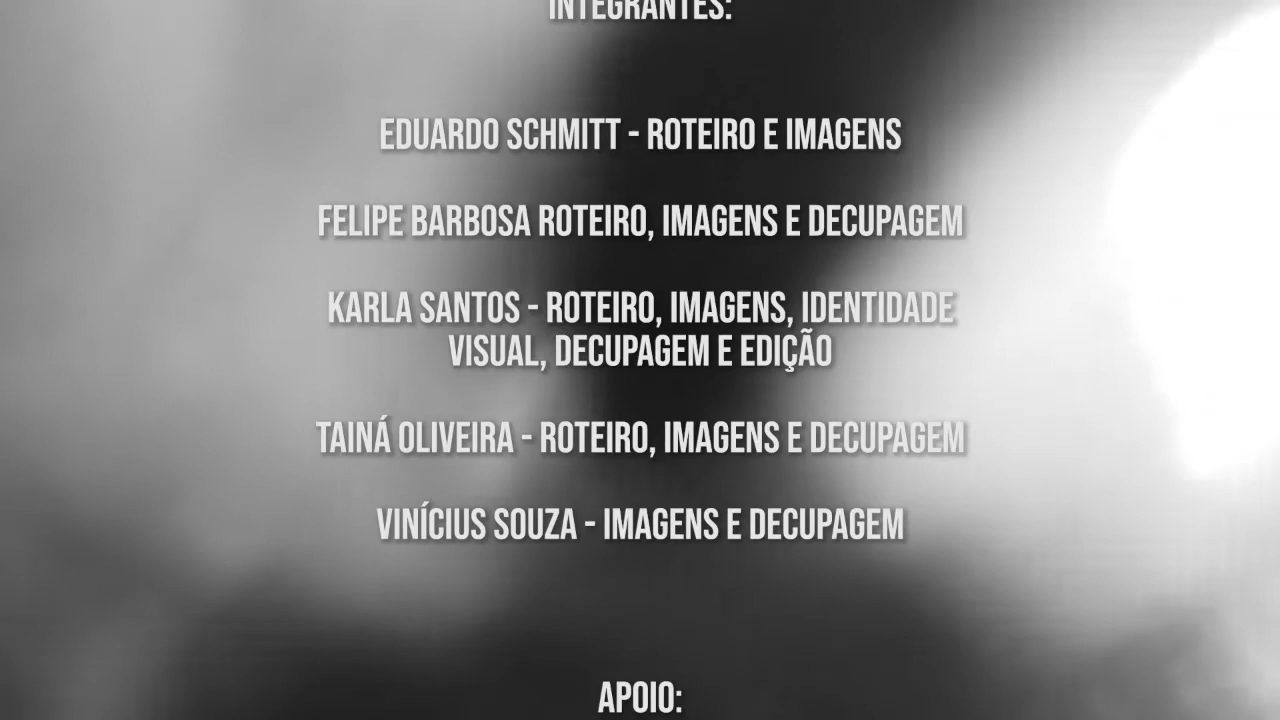 INTEGRANTES:
EDUARDO SCHMITT - ROTEIRO E IMAGENS
FELIPE BARBOSA ROTEIRO, IMAGENS E DECUPAGEM
KARLA SANTOS - ROTEIRO, IMAGENS, IDENTIDADE
VISUAL, DECUPAGEM E EDIÇÃO
TAINÁ OLIVEIRA - ROTEIRO, IMAGENS E DECUPAGEM
VINÍCIUS SOUZA - IMAGENS E DECUPAGEM
APOIO: